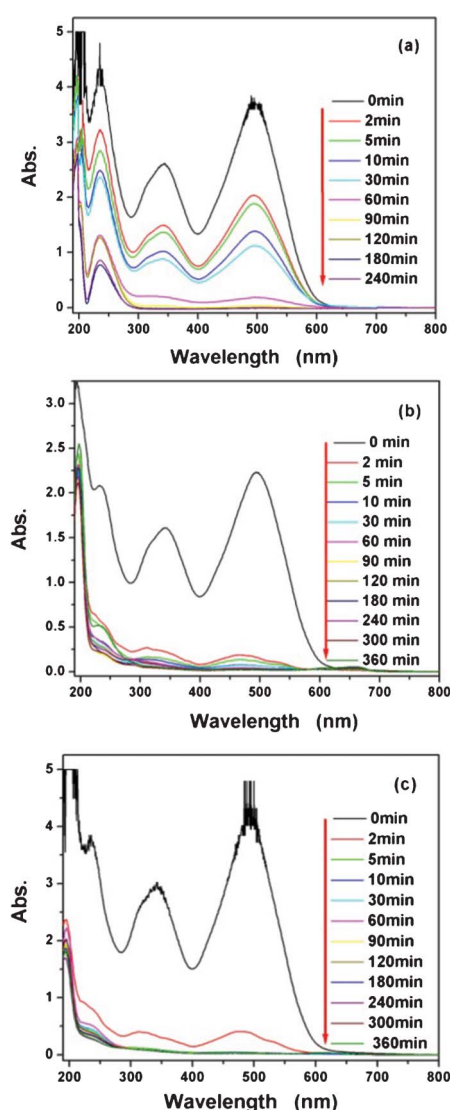 (a)
5
4
3
2
1
0
Abs.
0min
2min
5min
10min
30min
60min
90min
120min
180min
240min
200 300 400 500 600 700 800
Wavelength (nm)
(b)
3.0
2.5
2.0
1.5
1.0
0.5
0.0
Abs.
0 min
2 min
5 min
10 min
30 min
60 min
90 min
120 min
180 min
240 min
300 min
360 min
200 300 400 500 600 700 800
Wavelength (nm)
(c)
5
4
3
2
1
0
Abs.
0min
2min
5min
10min
30min
60min
90min
120min
180min
240min
300min
360min
200 300 400 500 600 700 800
Wavelength (nm)